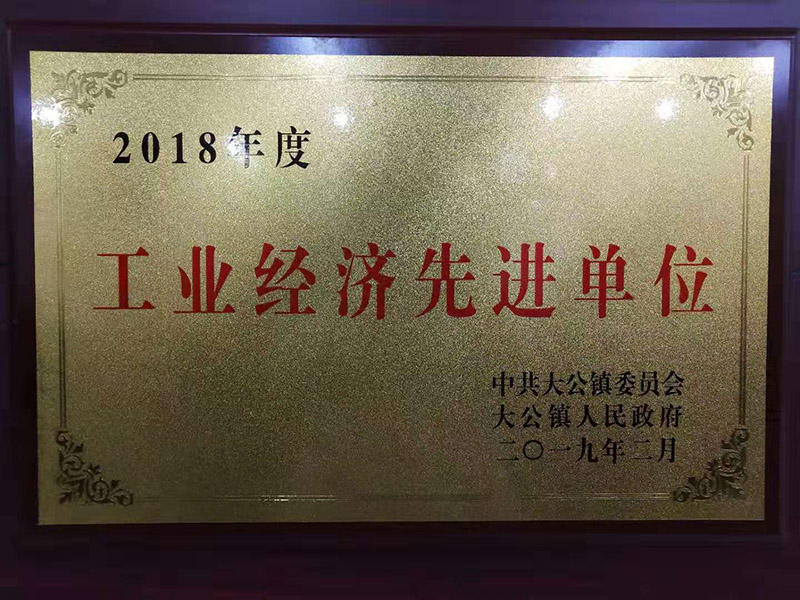 2018年度
工业经济先进单位
中共大公镇委员会
大公镇人民政府
二〇一九年二月